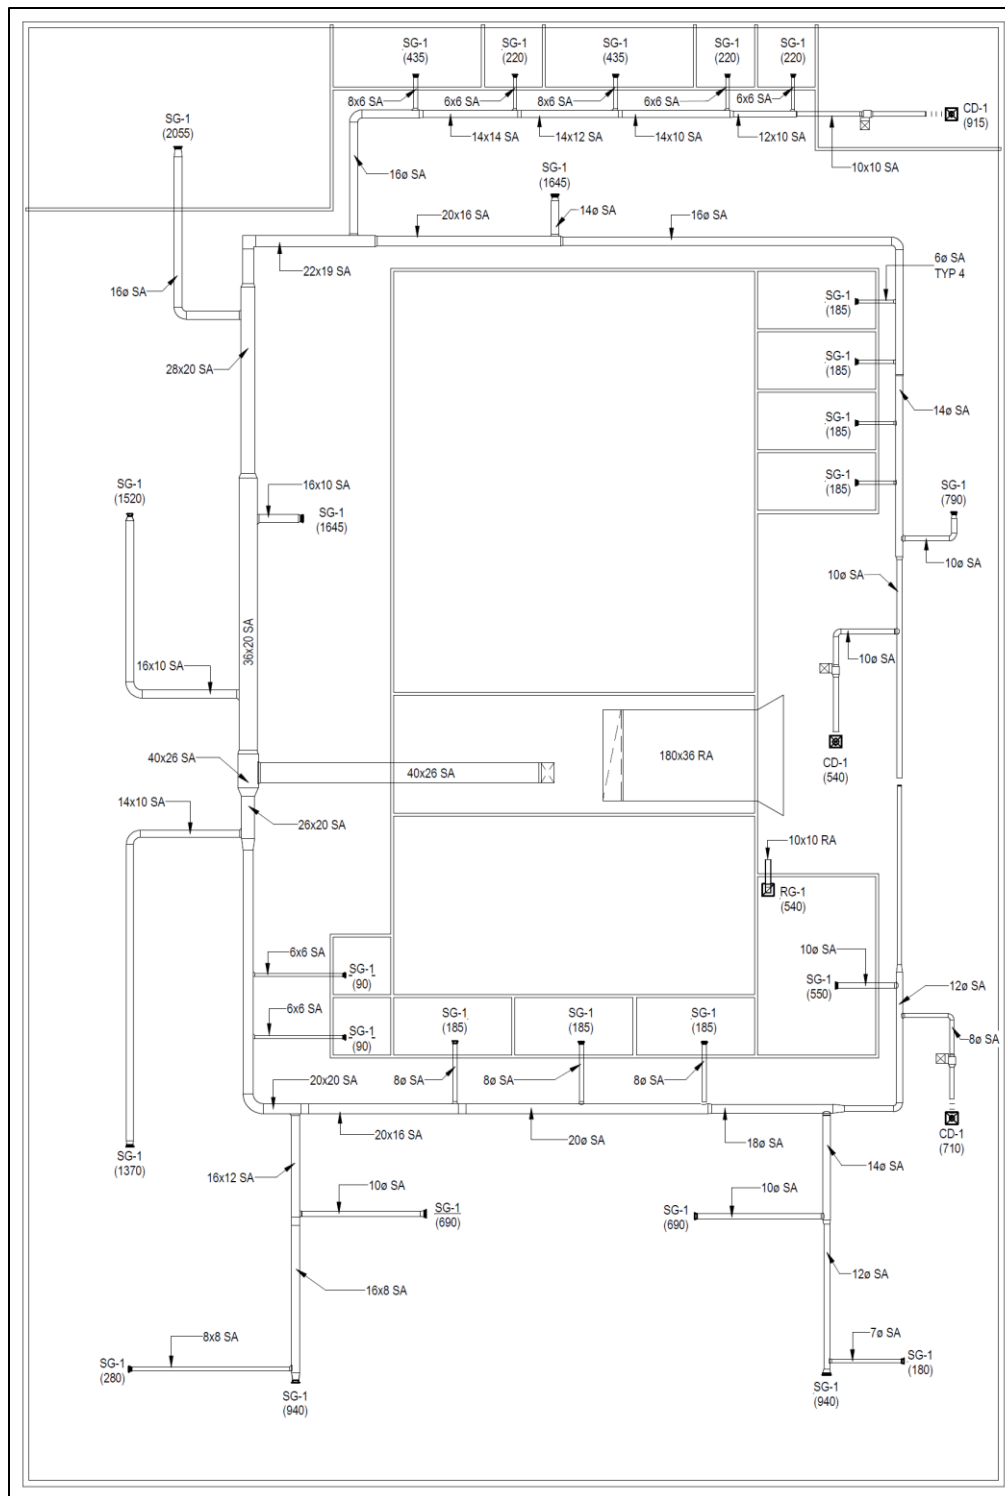 SG-1
(435)
SG-1
(220)
SG-1
(435)
SG-1
(220)
SG-1
(220)
8x6 SA
6x6 SA
8x6 SA
6x6 SA
6x6 SA
CD-1
(915)
SG-1
(2055)
14x14 SA
14x12 SA
14x10 SA
12x10 SA
10x10 SA
16ø SA
SG-1
(1645)
20x16 SA
14ø SA
16ø SA
22x19 SA
6ø SA
TYP 4
16ø SA
SG-1
(185)
28x20 SA
SG-1
(185)
14ø SA
SG-1
(185)
SG-1
(185)
16x10 SA
SG-1
(1520)
SG-1
(1645)
SG-1
(790)
10ø SA
10ø SA
36x20 SA
16x10 SA
10ø SA
40x26 SA
40x26 SA
180x36 RA
CD-1
(540)
14x10 SA
26x20 SA
10x10 RA
RG-1
(540)
6x6 SA
SG-1
(90)
10ø SA
SG-1
(550)
12ø SA
6x6 SA
SG-1
(90)
SG-1
(185)
SG-1
(185)
SG-1
(185)
8ø SA
8ø SA
8ø SA
8ø SA
20x20 SA
20x16 SA
20ø SA
18ø SA
CD-1
(710)
SG-1
(1370)
16x12 SA
14ø SA
10ø SA
SG-1
(690)
10ø SA
SG-1
(690)
16x8 SA
12ø SA
8x8 SA
SG-1
(280)
7ø SA
SG-1
(180)
SG-1
(940)
SG-1
(940)